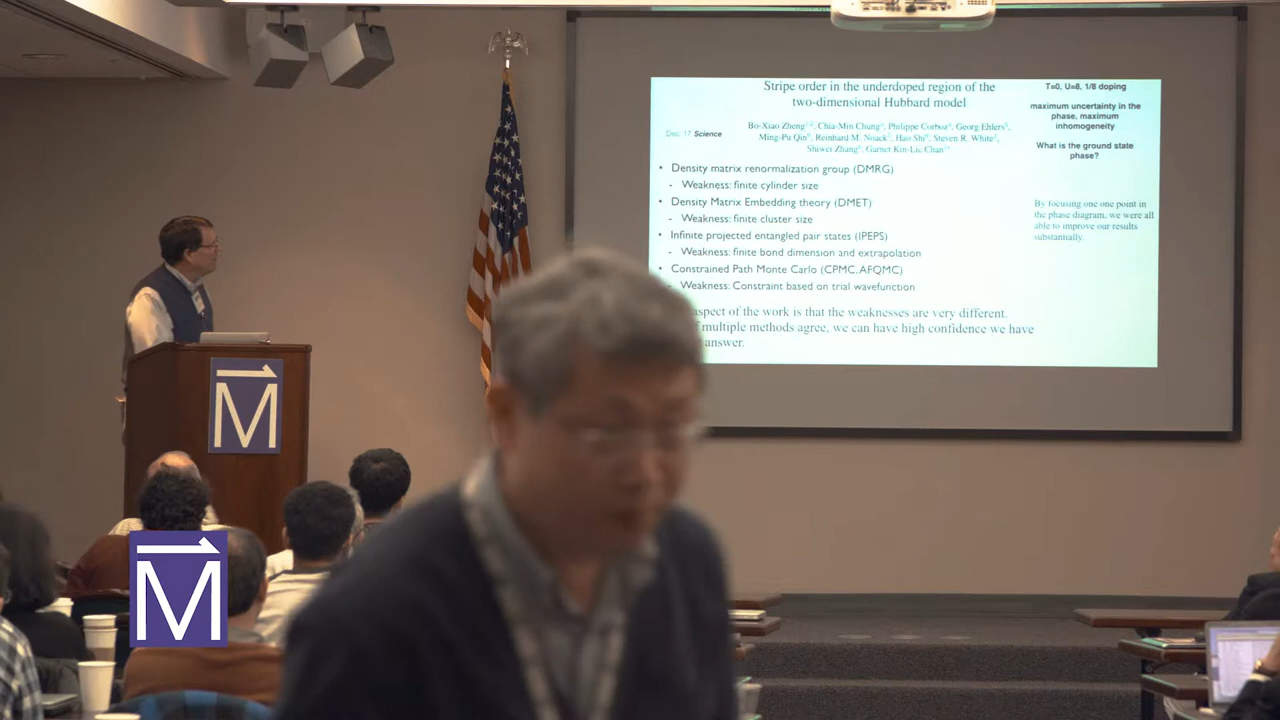 Stripe order in the underdoped region of the
two-dimensional Hubbard model
Dec. 17 Science
Bo-Xiao Zheng, Chia-Min Chung, Philippe Corboz, Georg Ehlers,
Ming-Pu Qin, Reinhard M. Noack, Hao Shi, Steven R. White,
Shiwei Zhang, Garnet Kin-Lic Chan
• Density matrix renormalization group (DMRG)
- Weakness: finite cylinder size
• Density Matrix Embedding theory (DMET)
- Weakness: finite cluster size
• Infinite projected entangled pair states (IPEPS)
- Weakness: finite bond dimension and extrapolation
• Constrained Path Monte Carlo (CPMC, AFQMC)
- Weakness: Constraint based on trial wavefunction
aspect of the work is that the weaknesses are very different.
multiple methods agree, we can have high confidence we have
answer.
T=0, U=8, 1/8 doping
maximum uncertainty in the
phase, maximum
inhomogeneity
What is the ground state
phase?
By focusing one one point in
the phase diagram, we were all
able to improve our results
substantially.
M
M